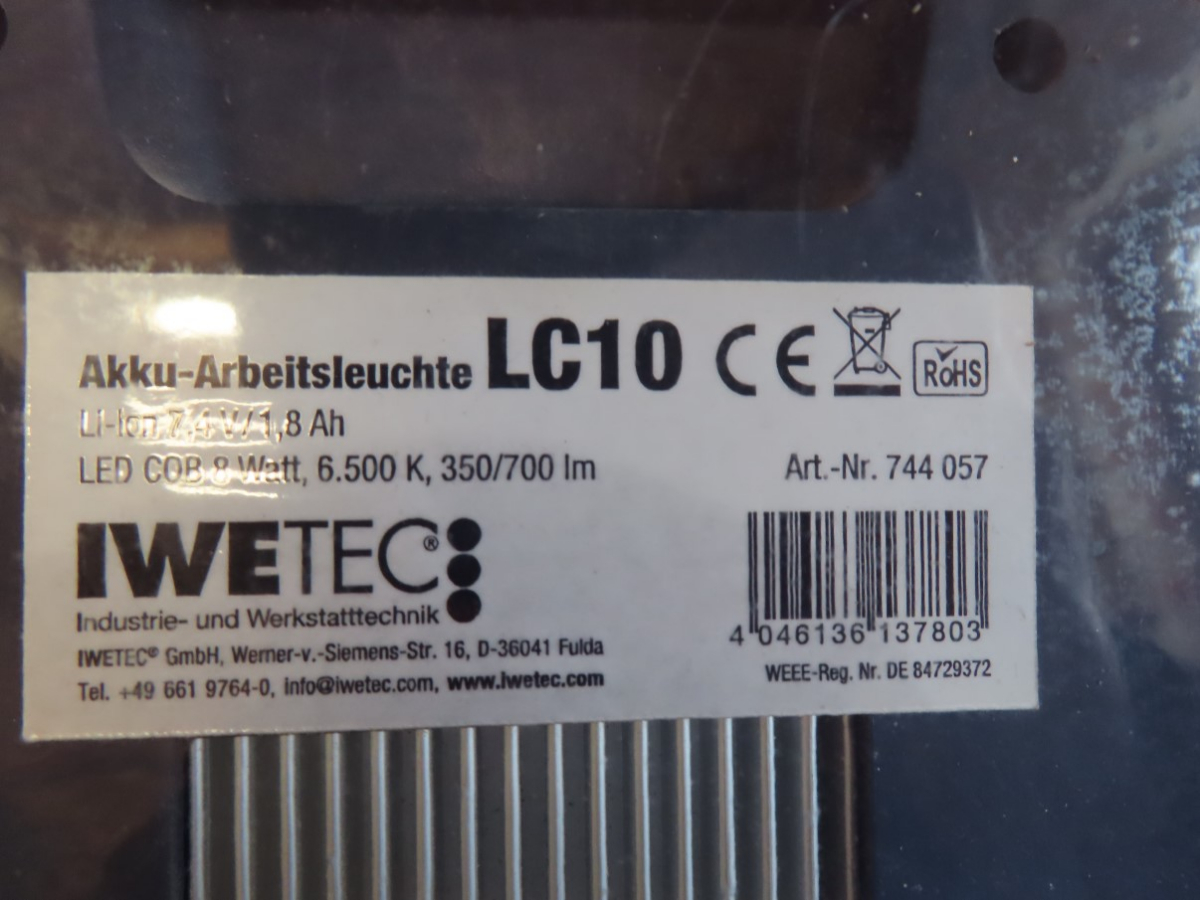 Akku-Arbeitsleuchte LC10 CE RoHS
Li-Ion 7,4 V/1,8 Ah
LED COB 8 Watt, 6.500 K, 350/700 lm Art.-Nr. 744 057
IWETEC®
Industrie- und Werkstatttechnik
4 046136 137803
IWETEC® GmbH, Werner-v.-Siemens-Str. 16, D-36041 Fulda
Tel. +49 661 9764-0, info@iwetec.com, www.iwetec.com
WEEE-Reg. Nr. DE 84729372